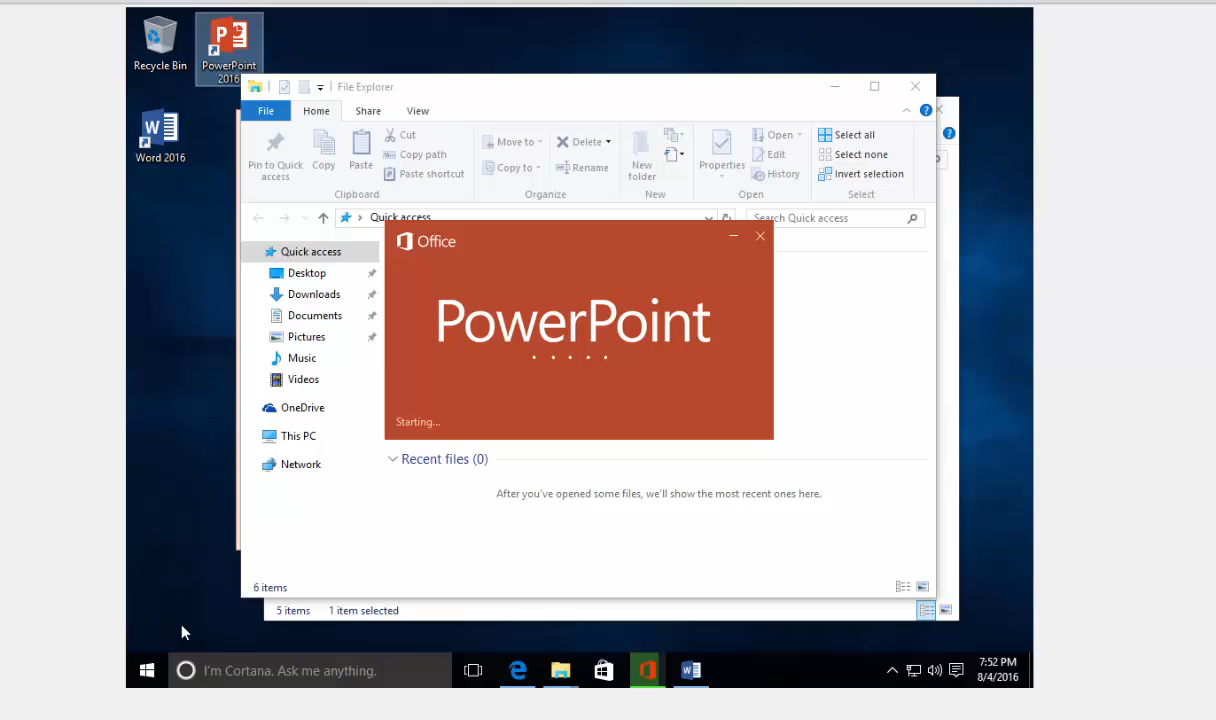 Recycle Bin
PowerPoint
2016
Word 2016
File Explorer
File Home Share View
Pin to Quick
access
Copy
Paste
Cut
Copy path
Paste shortcut
Clipboard
Move to
Copy to
Delete
Rename
Organize
New
folder
New
Properties
Open
Edit
History
Open
Select all
Select none
Invert selection
Select
Quick access
Search Quick access
Quick access
Desktop
Downloads
Documents
Pictures
Music
Videos
OneDrive
This PC
Network
Office
PowerPoint
Starting...
Recent files (0)
After you've opened some files, we'll show the most recent ones here.
6 items
5 items 1 item selected
I'm Cortana. Ask me anything.
7:52 PM
8/4/2016